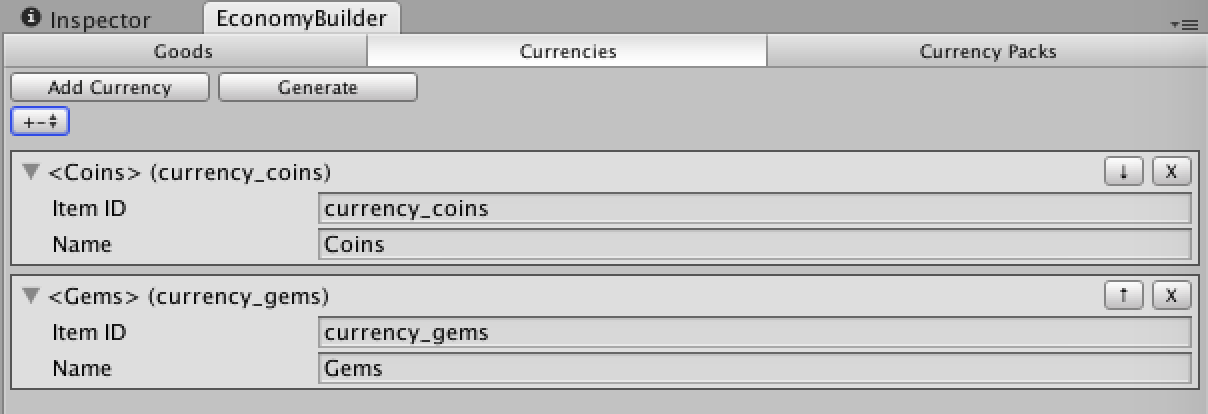 Inspector EconomyBuilder
Goods Currencies Currency Packs
Add Currency Generate
+-
<Coins> (currency_coins) ↓ X
Item ID currency_coins
Name Coins
<Gems> (currency_gems) ↑ X
Item ID currency_gems
Name Gems